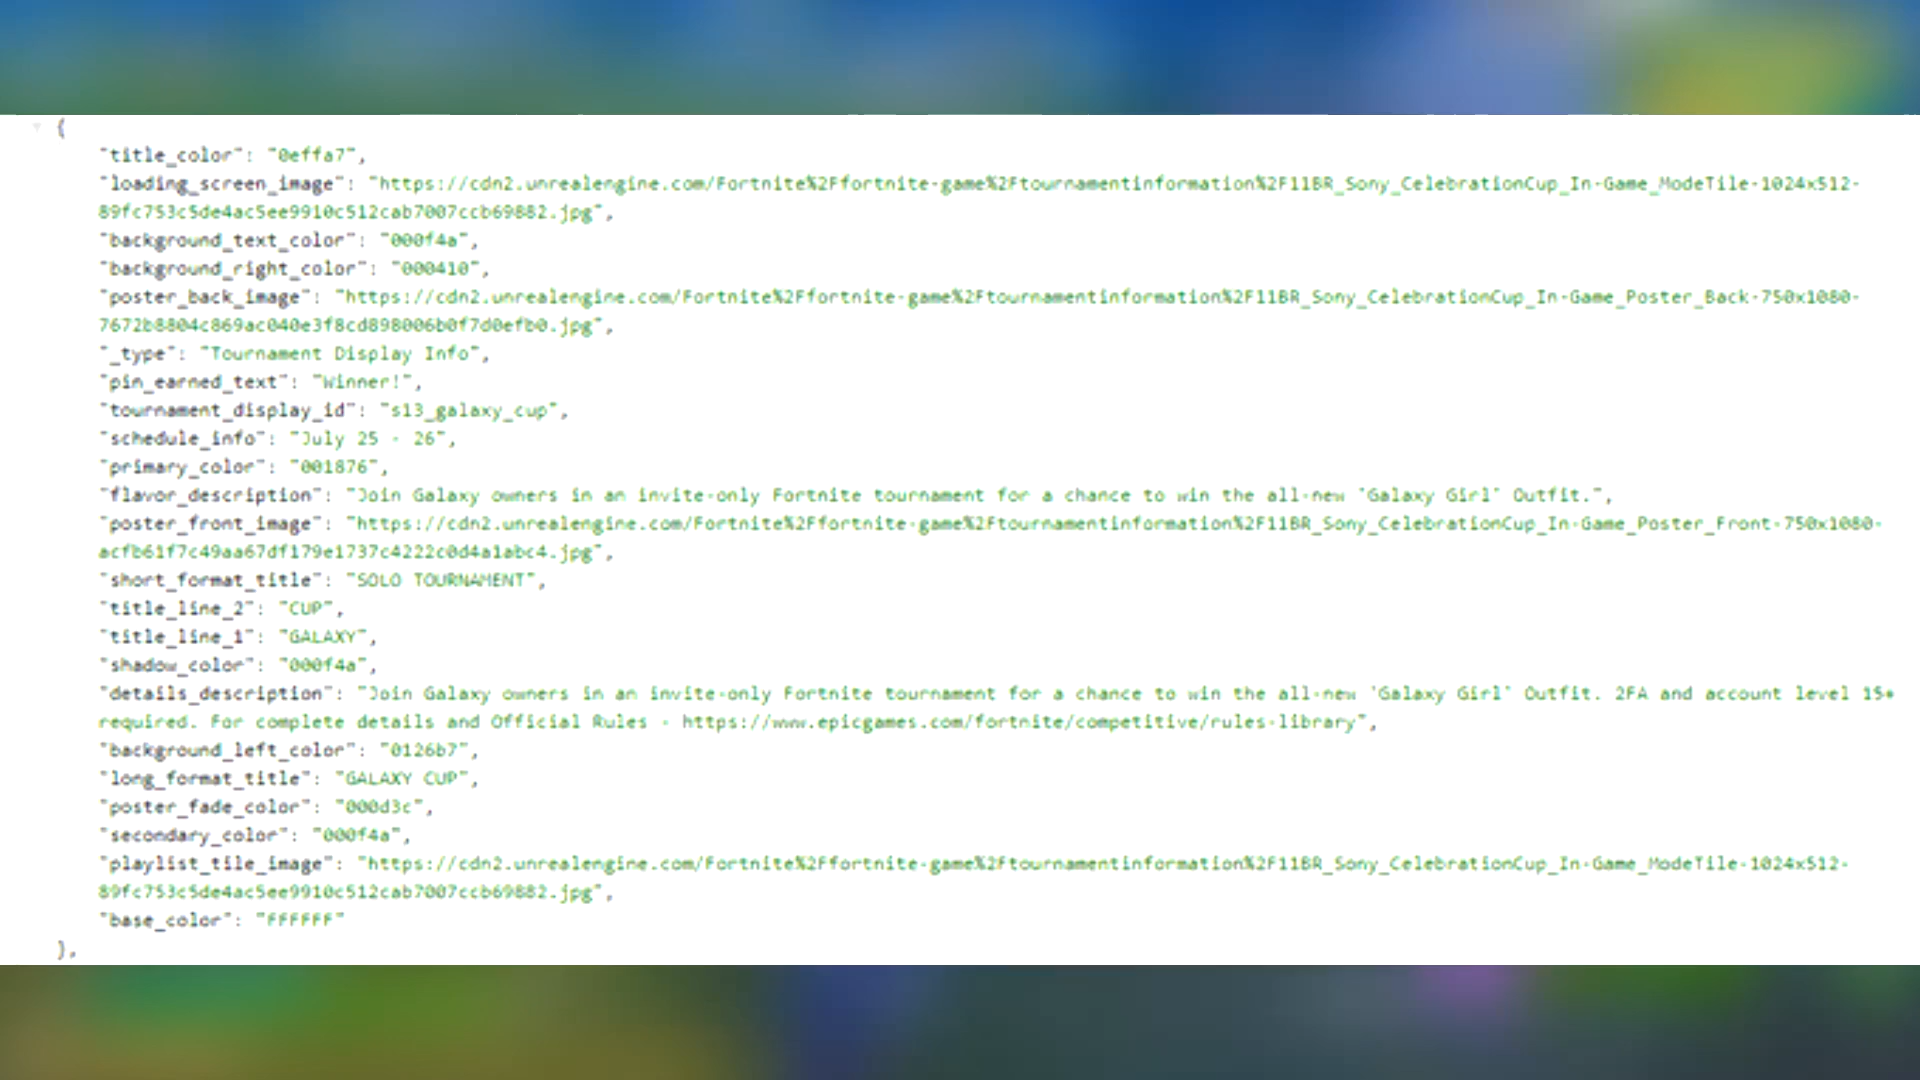 {
"title_color": "0effa7",
"loading_screen_image": "https://cdn2.unrealengine.com/Fortnite%2Ffortnite-game%2Ftournamentinformation%2F11BR_Sony_CelebrationCup_In-Game_ModeTile-1024x512-
89fc753c5de4ac5ee9910c512cab7007ccb69882.jpg",
"background_text_color": "000f4a",
"background_right_color": "000410",
"poster_back_image": "https://cdn2.unrealengine.com/Fortnite%2Ffortnite-game%2Ftournamentinformation%2F11BR_Sony_CelebrationCup_In-Game_Poster_Back-750x1080-
7672b8804c869ac040e3f8cd898006b0f7d0efb0.jpg",
"_type": "Tournament Display Info",
"pin_earned_text": "Winner!",
"tournament_display_id": "s13_galaxy_cup",
"schedule_info": "July 25 - 26",
"primary_color": "001876",
"flavor_description": "Join Galaxy owners in an invite-only Fortnite tournament for a chance to win the all-new 'Galaxy Girl' Outfit.",
"poster_front_image": "https://cdn2.unrealengine.com/Fortnite%2Ffortnite-game%2Ftournamentinformation%2F11BR_Sony_CelebrationCup_In-Game_Poster_Front-750x1080-
acfb61f7c49aa67df179e1737c4222c0d4a1abc4.jpg",
"short_format_title": "SOLO TOURNAMENT",
"title_line_2": "CUP",
"title_line_1": "GALAXY",
"shadow_color": "000f4a",
"details_description": "Join Galaxy owners in an invite-only Fortnite tournament for a chance to win the all-new 'Galaxy Girl' Outfit. 2FA and account level 15+
required. For complete details and Official Rules - https://www.epicgames.com/fortnite/competitive/rules-library",
"background_left_color": "0126b7",
"long_format_title": "GALAXY CUP",
"poster_fade_color": "000d3c",
"secondary_color": "000f4a",
"playlist_tile_image": "https://cdn2.unrealengine.com/Fortnite%2Ffortnite-game%2Ftournamentinformation%2F11BR_Sony_CelebrationCup_In-Game_ModeTile-1024x512-
89fc753c5de4ac5ee9910c512cab7007ccb69882.jpg",
"base_color": "FFFFFF"
},